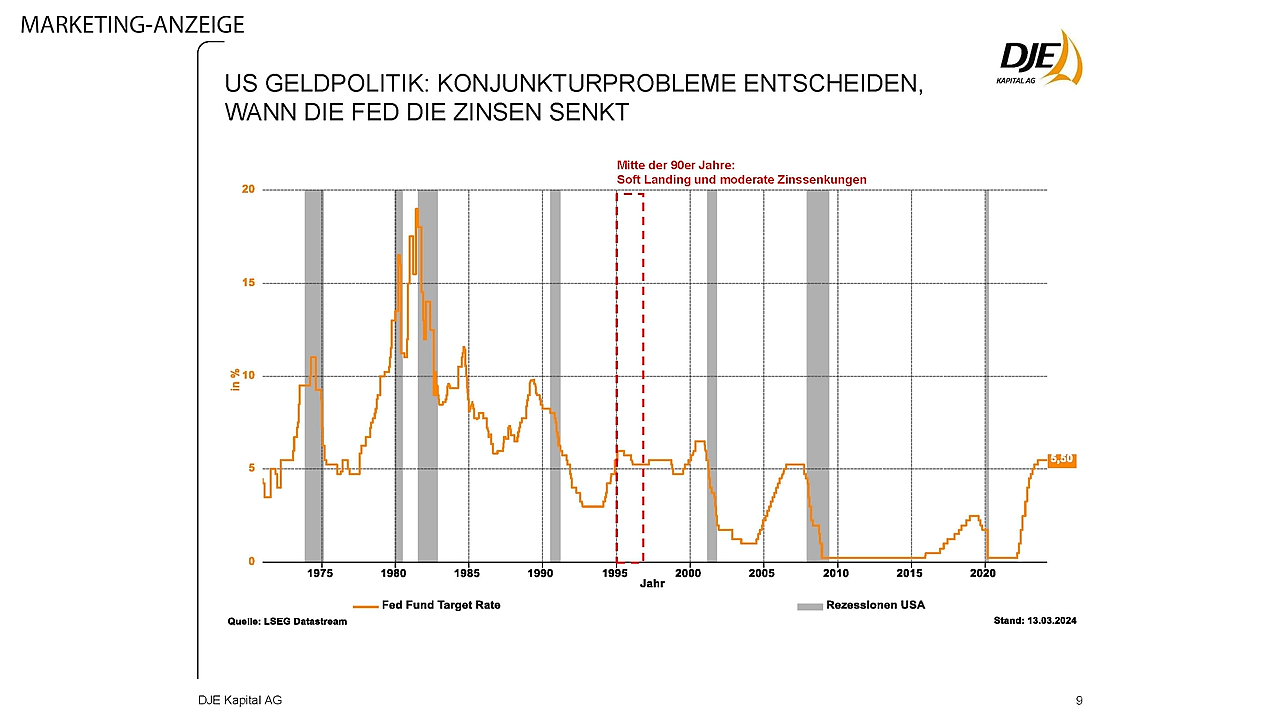 MARKETING-ANZEIGE
DJE
KAPITAL AG
US GELDPOLITIK: KONJUNKTURPROBLEME ENTSCHEIDEN,
WANN DIE FED DIE ZINSEN SENKT
Mitte der 90er Jahre:
Soft Landing und moderate Zinssenkungen
20
15
in %
10
5
0
5,50
1975
1980
1985
1990
1995
2000
2005
2010
2015
2020
Jahr
Fed Fund Target Rate
Rezessionen USA
Quelle: LSEG Datastream
Stand: 13.03.2024
DJE Kapital AG
9